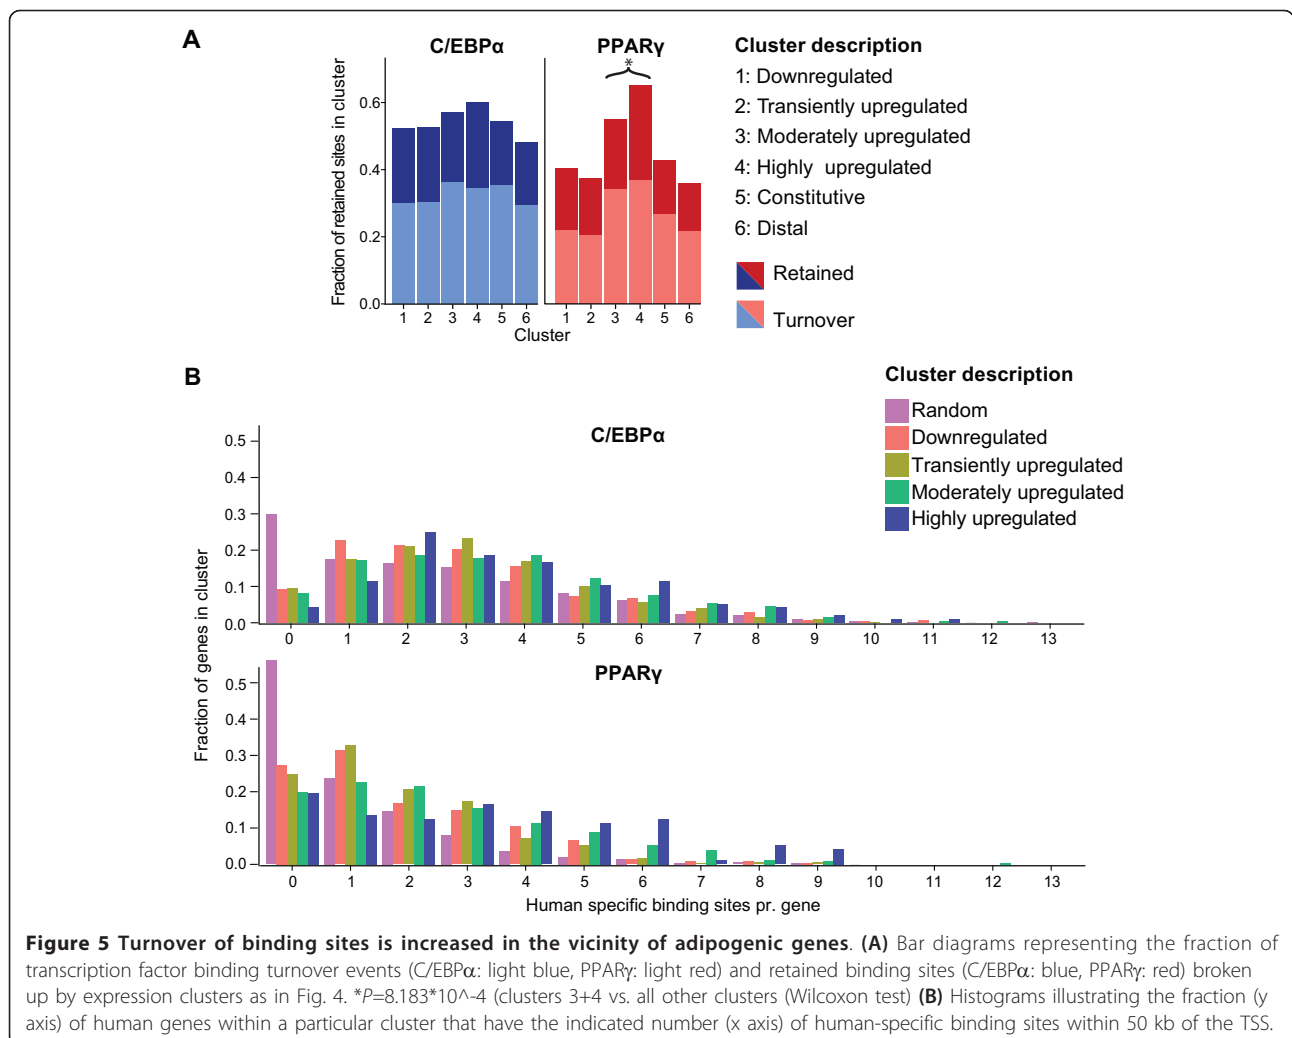 A
C/EBPα
PPARγ
*
Fraction of retained sites in cluster
0.6
0.4
0.2
0.0
1 2 3 4 5 6
1 2 3 4 5 6
Cluster
Cluster description
1: Downregulated
2: Transiently upregulated
3: Moderately upregulated
4: Highly upregulated
5: Constitutive
6: Distal
Retained
Turnover
B
Cluster description
Random
Downregulated
Transiently upregulated
Moderately upregulated
Highly upregulated
C/EBPα
Fraction of genes in cluster
0.5
0.4
0.3
0.2
0.1
0.0
0 1 2 3 4 5 6 7 8 9 10 11 12 13
PPARγ
0.5
0.4
0.3
0.2
0.1
0.0
0 1 2 3 4 5 6 7 8 9 10 11 12 13
Human specific binding sites pr. gene
Figure 5 Turnover of binding sites is increased in the vicinity of adipogenic genes. (A) Bar diagrams representing the fraction of
transcription factor binding turnover events (C/EBPα: light blue, PPARγ: light red) and retained binding sites (C/EBPα: blue, PPARγ: red) broken
up by expression clusters as in Fig. 4. *P=8.183*10^-4 (clusters 3+4 vs. all other clusters (Wilcoxon test) (B) Histograms illustrating the fraction (y
axis) of human genes within a particular cluster that have the indicated number (x axis) of human-specific binding sites within 50 kb of the TSS.